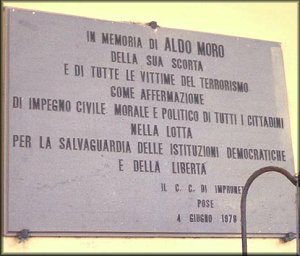 IN MEMORIA DI ALDO MORO
DELLA SUA SCORTA
E DI TUTTE LE VITTIME DEL TERRORISMO
COME AFFERMAZIONE
DI IMPEGNO CIVILE MORALE E POLITICO DI TUTTI I CITTADINI
NELLA LOTTA
PER LA SALVAGUARDIA DELLE ISTITUZIONI DEMOCRATICHE
E DELLA LIBERTÀ
IL C. C. DI IMPRUNETA
POSE
4 GIUGNO 1978